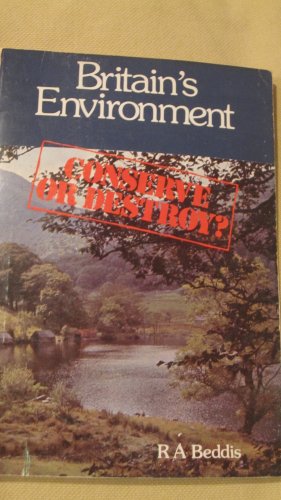 Britain's
Environment
CONSERVE
OR DESTROY?
R A Beddis